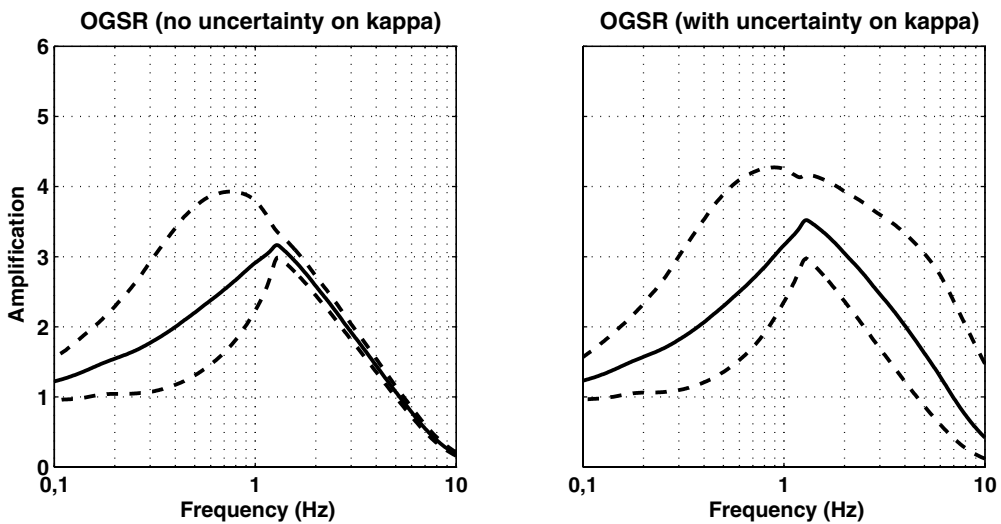 OGSR (no uncertainty on kappa)
OGSR (with uncertainty on kappa)
Amplification
6
5
4
3
2
1
0
0,1
1
10
0,1
1
10
Frequency (Hz)
Frequency (Hz)